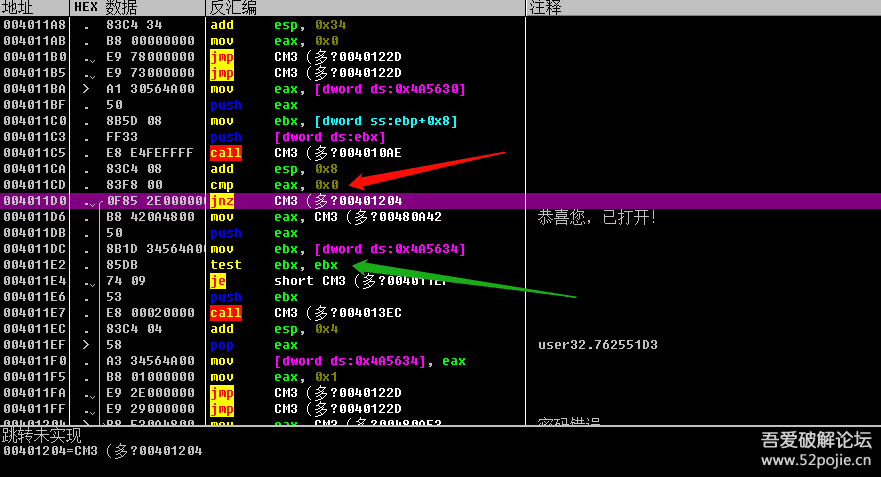 地址 HEX 数据 反汇编 注释
004011A8 . 83C4 34 add esp, 0x34
004011AB . B8 00000000 mov eax, 0x0
004011B0 . E9 78000000 jmp CM3 (多?0040122D
004011B5 . E9 73000000 jmp CM3 (多?0040122D
004011BA > A1 30564A00 mov eax, [dword ds:0x4A5630]
004011BF . 50 push eax
004011C0 . 8B5D 08 mov ebx, [dword ss:ebp+0x8]
004011C3 . FF33 push [dword ds:ebx]
004011C5 . E8 E4FEFFFF call CM3 (多?004010AE
004011CA . 83C4 08 add esp, 0x8
004011CD . 83F8 00 cmp eax, 0x0
004011D0 . 0F85 2E000000 jnz CM3 (多?00401204
004011D6 . B8 420A4800 mov eax, CM3 (多?00480A42 恭喜您，已打开!
004011DB . 50 push eax
004011DC . 8B1D 34564A00 mov ebx, [dword ds:0x4A5634]
004011E2 . 85DB test ebx, ebx
004011E4 . 74 09 je short CM3 (多?004011EF
004011E6 . 53 push ebx
004011E7 . E8 00020000 call CM3 (多?004013EC
004011EC . 83C4 04 add esp, 0x4
004011EF > 58 pop eax user32.762551D3
004011F0 . A3 34564A00 mov [dword ds:0x4A5634], eax
004011F5 . B8 01000000 mov eax, 0x1
004011FA . E9 2E000000 jmp CM3 (多?0040122D
004011FF . E9 29000000 jmp CM3 (多?0040122D
00401204 > B8 530A4800 mov eax, CM3 (多?00480A53 密码错误
跳转未实现
00401204=CM3 (多?00401204
吾爱破解论坛
www.52pojie.cn